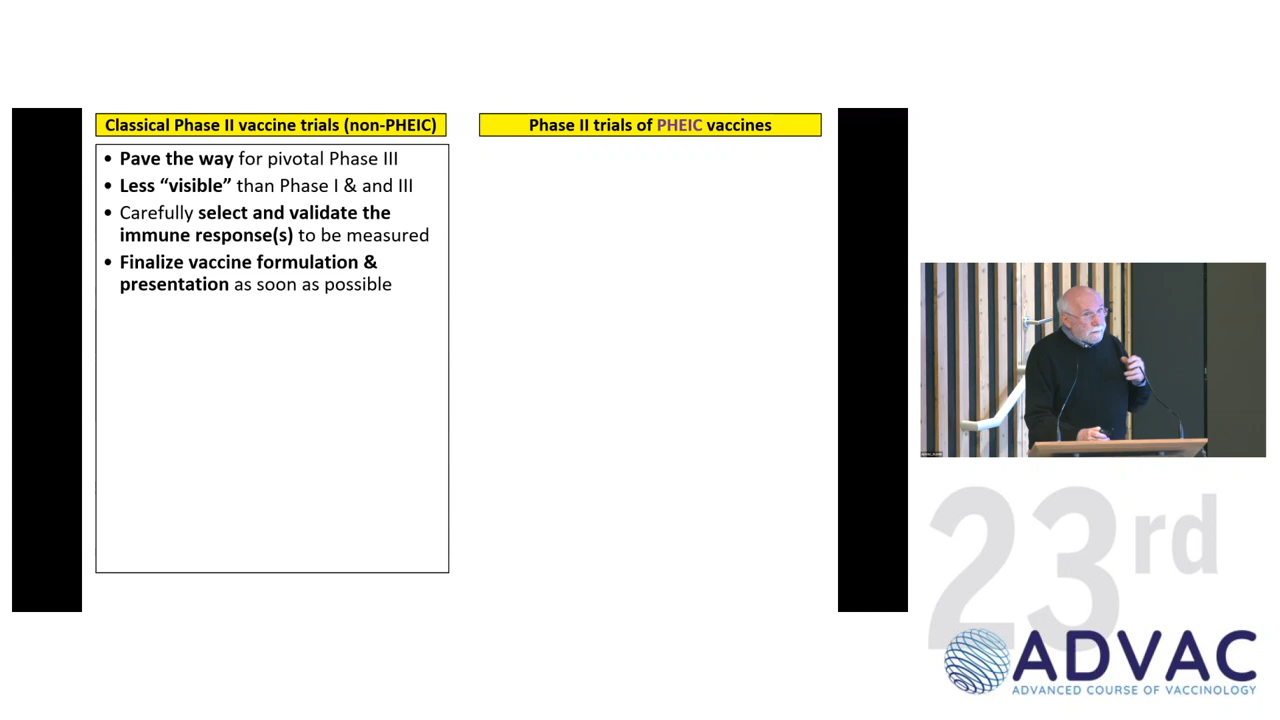 Classical Phase II vaccine trials (non-PHEIC)
• Pave the way for pivotal Phase III
• Less “visible” than Phase I & and III
• Carefully select and validate the
immune response(s) to be measured
• Finalize vaccine formulation &
presentation as soon as possible
Phase II trials of PHEIC vaccines
23rd
ADVAC
ADVANCED COURSE OF VACCINOLOGY